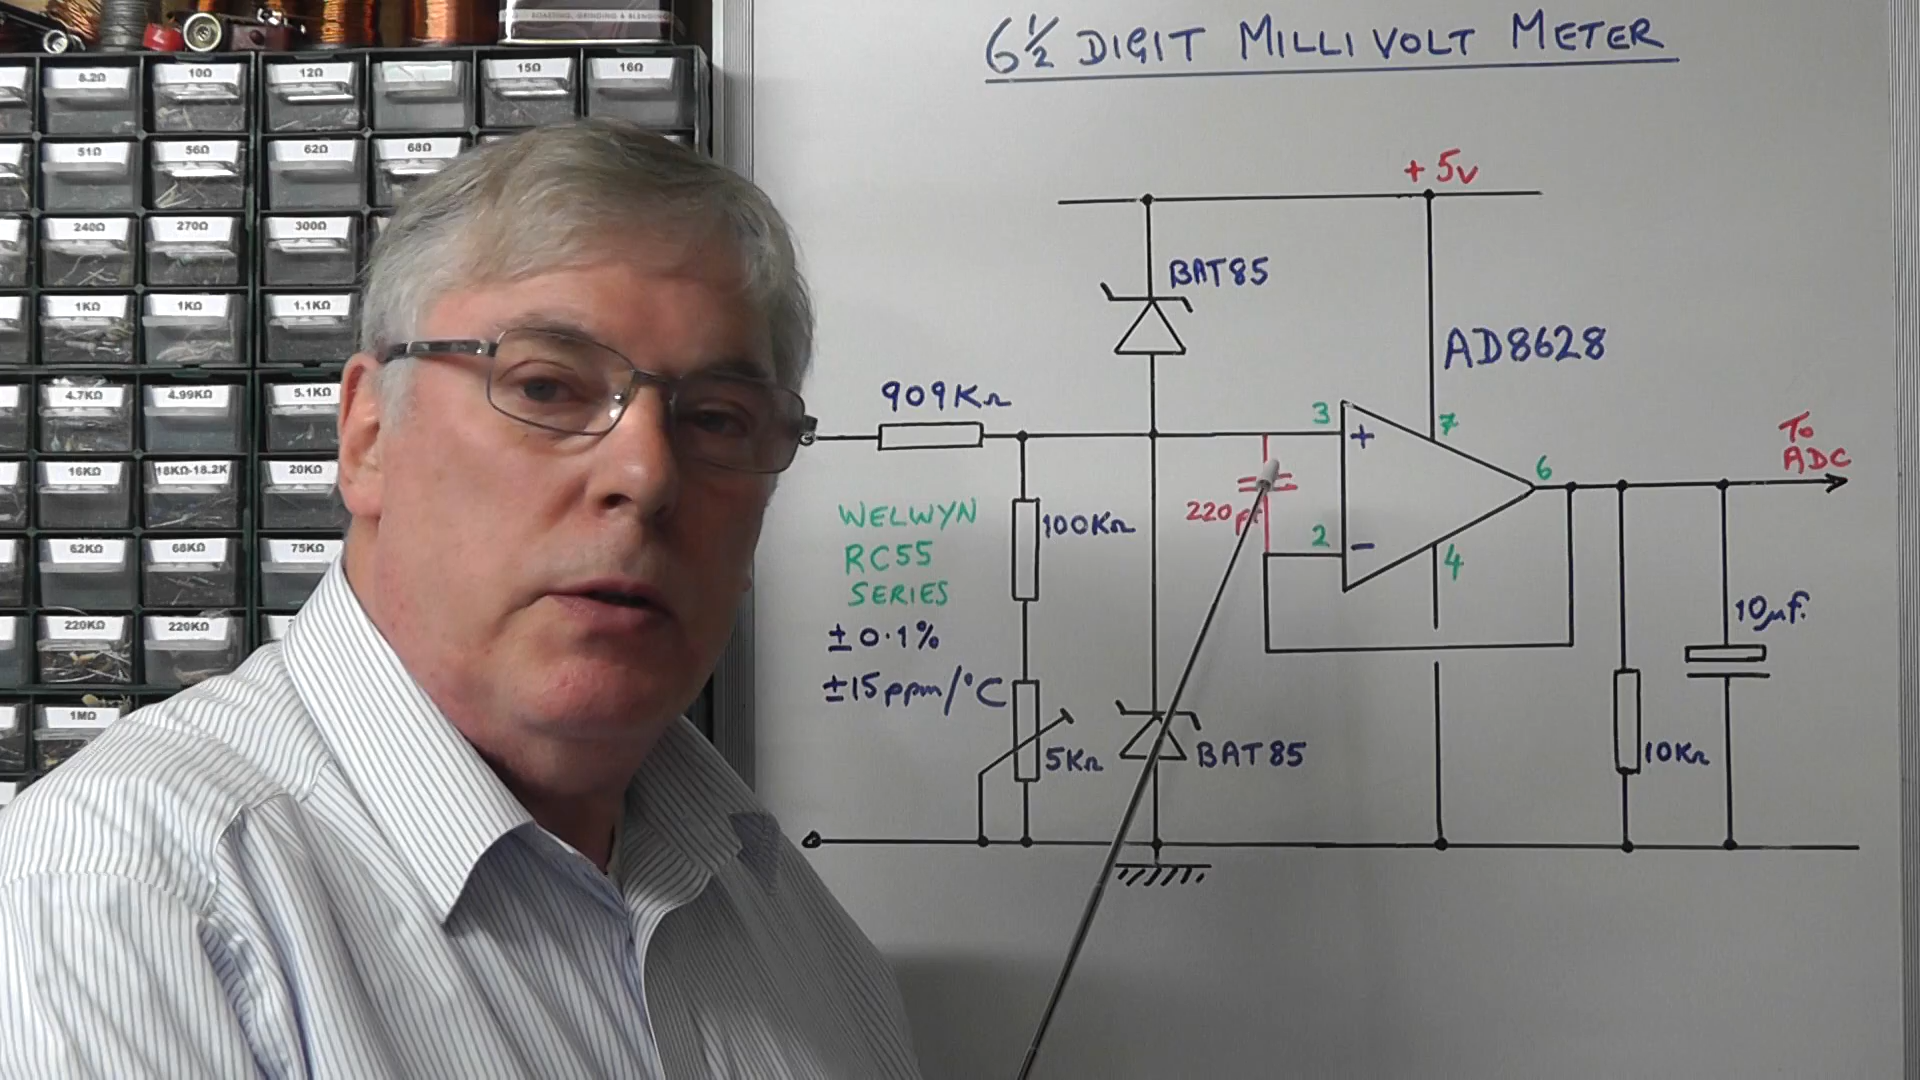 ROASTING, GRINDING & BLENDING
8.2Ω
10Ω
12Ω
15Ω
16Ω
51Ω
56Ω
62Ω
68Ω
240Ω
270Ω
300Ω
1KΩ
1KΩ
1.1KΩ
4.7KΩ
4.99KΩ
5.1KΩ
16KΩ
18KΩ-18.2K
20KΩ
62KΩ
68KΩ
75KΩ
220KΩ
220KΩ
1MΩ
6½ DIGIT MILLIVOLT METER
+5v
BAT85
AD8628
909KΩ
3
+
7
To
ADC
6
WELWYN
RC55
SERIES
±0.1%
±15ppm/°C
100KΩ
220pf
2
−
4
10µf.
5KΩ
BAT85
10KΩ